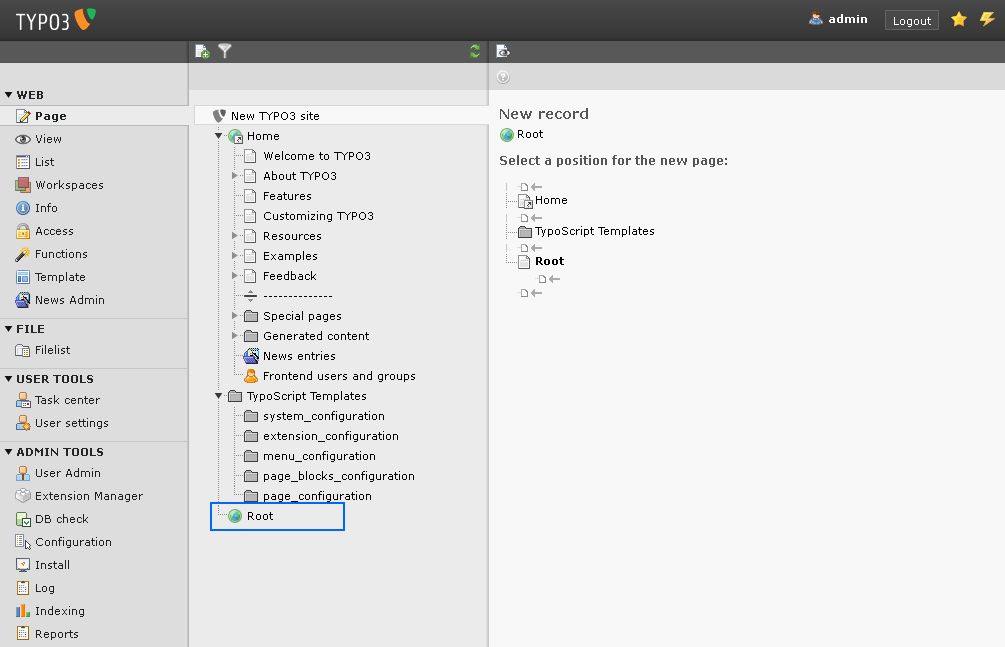 TYPO3
admin
Logout
WEB
Page
View
List
Workspaces
Info
Access
Functions
Template
News Admin
FILE
Filelist
USER TOOLS
Task center
User settings
ADMIN TOOLS
User Admin
Extension Manager
DB check
Configuration
Install
Log
Indexing
Reports
New TYPO3 site
Home
Welcome to TYPO3
About TYPO3
Features
Customizing TYPO3
Resources
Examples
Feedback
--------------
Special pages
Generated content
News entries
Frontend users and groups
TypoScript Templates
system_configuration
extension_configuration
menu_configuration
page_blocks_configuration
page_configuration
Root
New record
Root
Select a position for the new page:
Home
TypoScript Templates
Root